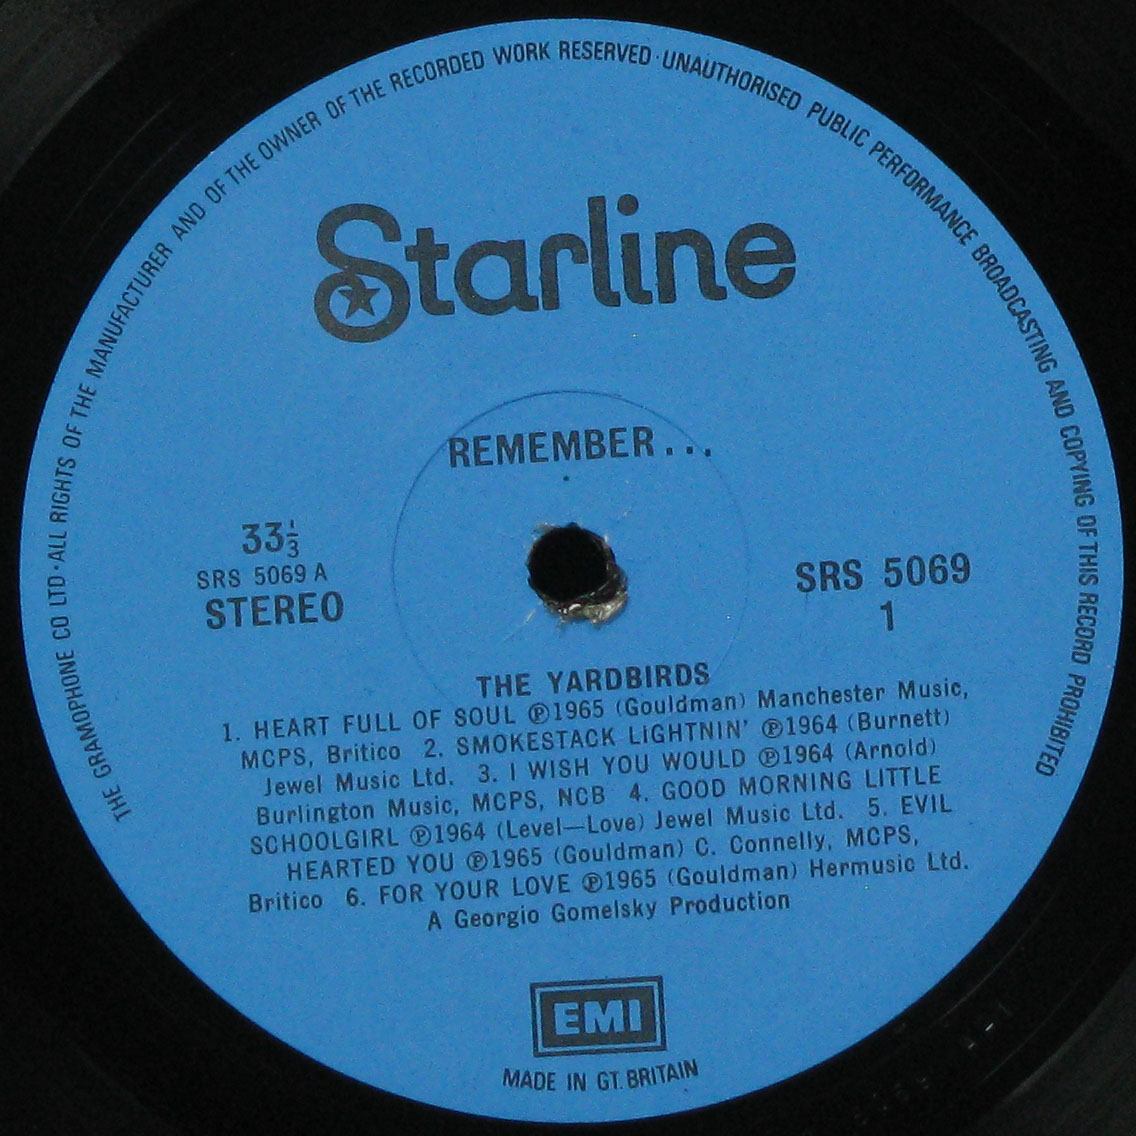 THE GRAMOPHONE CO LTD · ALL RIGHTS OF THE MANUFACTURER AND OF THE OWNER OF THE RECORDED WORK RESERVED · UNAUTHORISED PUBLIC PERFORMANCE BROADCASTING AND COPYING OF THIS RECORD PROHIBITED
Starline
REMEMBER...
33⅓
SRS 5069 A
STEREO
SRS 5069
1
THE YARDBIRDS
1. HEART FULL OF SOUL ℗1965 (Gouldman) Manchester Music,
MCPS, Britico 2. SMOKESTACK LiGHTNIN' ℗1964 (Burnett)
Jewel Music Ltd. 3. I WISH YOU WOULD ℗1964 (Arnold)
Burlington Music, MCPS, NCB 4. GOOD MORNING LITTLE
SCHOOLGIRL ℗1964 (Level—Love) Jewel Music Ltd. 5. EVIL
HEARTED YOU ℗1965 (Gouldman) C. Connelly, MCPS,
Britico 6. FOR YOUR LOVE ℗1965 (Gouldman) Hermusic Ltd.
A Georgio Gomelsky Production
EMI
MADE IN GT. BRITAIN